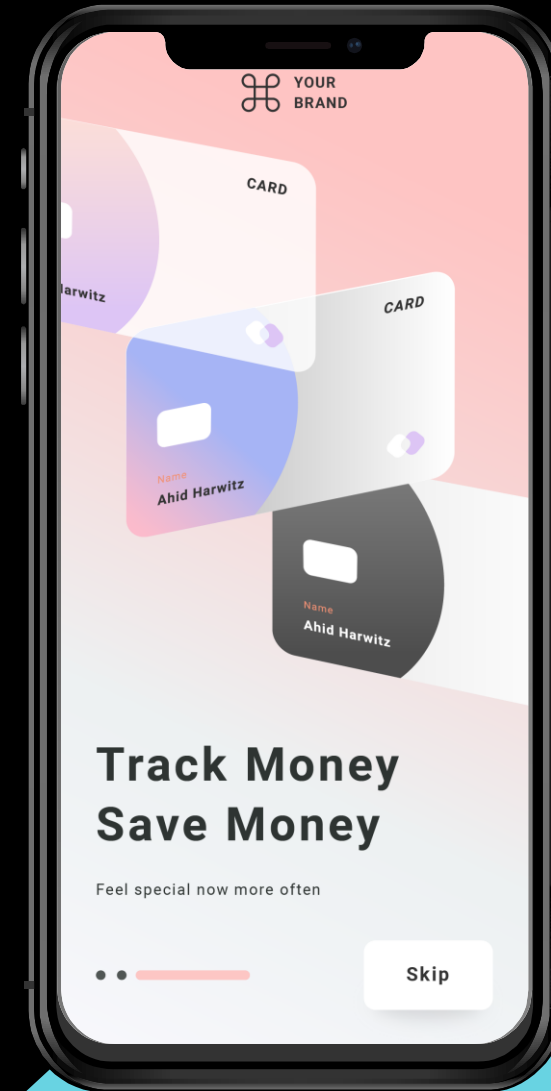 YOUR
BRAND
CARD
arwitz
CARD
Name
Ahid Harwitz
Name
Ahid Harwitz
Track Money
Save Money
Feel special now more often
Skip